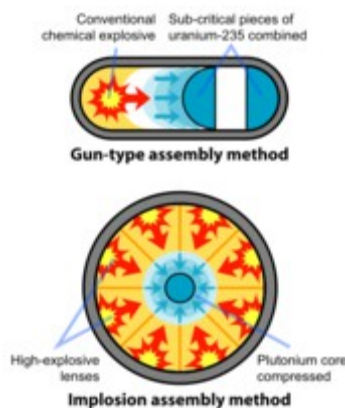 Conventional
chemical explosive
Sub-critical pieces of
uranium-235 combined
Gun-type assembly method
High-explosive
lenses
Plutonium core
compressed
Implosion assembly method